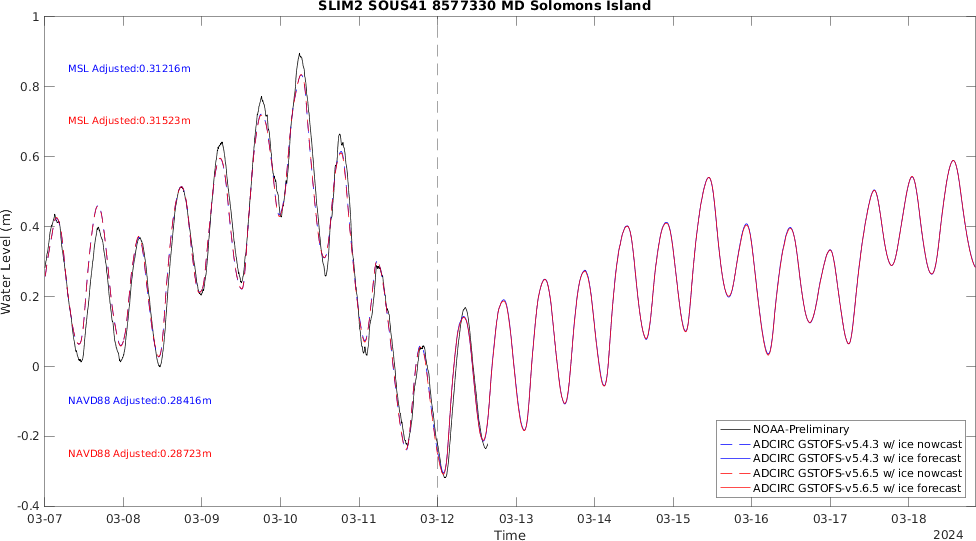 SLIM2 SOUS41 8577330 MD Solomons Island
Water Level (m)
1
0.8
0.6
0.4
0.2
0
-0.2
-0.4
MSL Adjusted:0.31216m
MSL Adjusted:0.31523m
NAVD88 Adjusted:0.28416m
NAVD88 Adjusted:0.28723m
NOAA-Preliminary
ADCIRC GSTOFS-v5.4.3 w/ ice nowcast
ADCIRC GSTOFS-v5.4.3 w/ ice forecast
ADCIRC GSTOFS-v5.6.5 w/ ice nowcast
ADCIRC GSTOFS-v5.6.5 w/ ice forecast
03-07 03-08 03-09 03-10 03-11 03-12 03-13 03-14 03-15 03-16 03-17 03-18
Time
2024